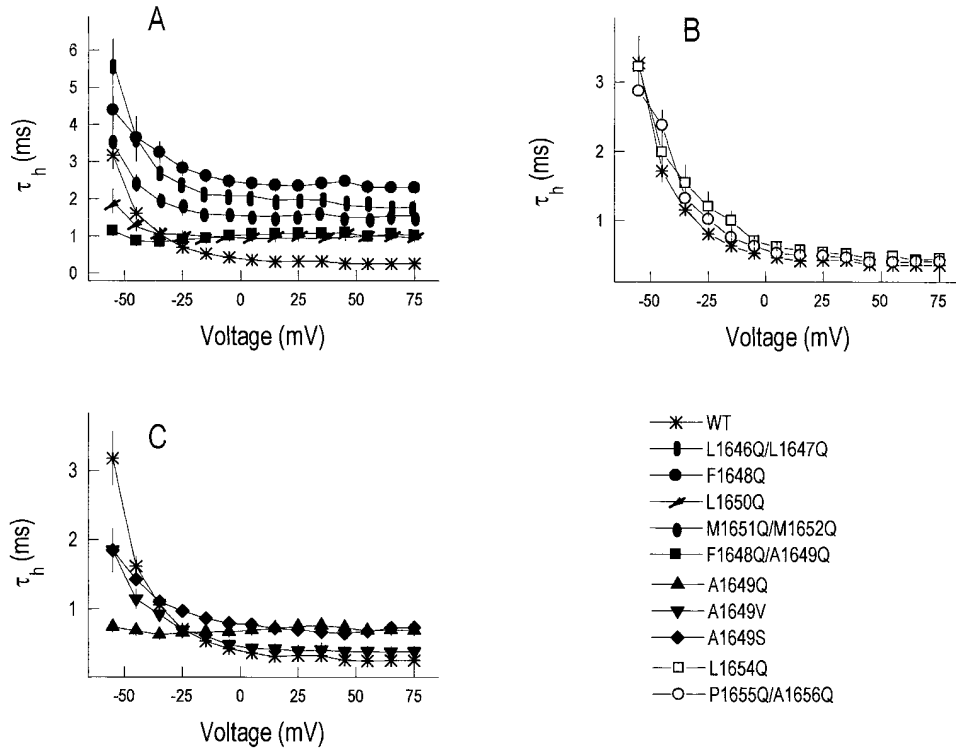 A
τh (ms)
6
5
4
3
2
1
0
-50 -25 0 25 50 75
Voltage (mV)
B
τh (ms)
3
2
1
-50 -25 0 25 50 75
Voltage (mV)
C
τh (ms)
3
2
1
-50 -25 0 25 50 75
Voltage (mV)
WT
L1646Q/L1647Q
F1648Q
L1650Q
M1651Q/M1652Q
F1648Q/A1649Q
A1649Q
A1649V
A1649S
L1654Q
P1655Q/A1656Q